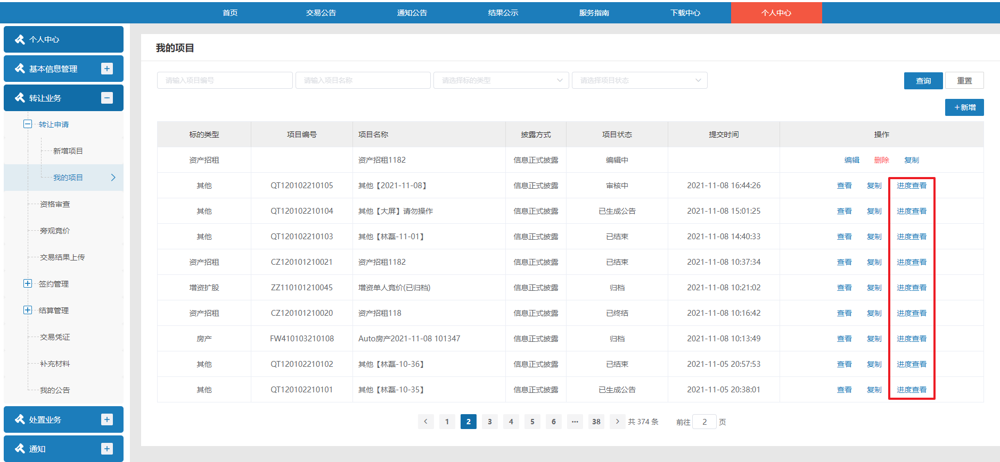 首页 交易公告 通知公告 结果公示 服务指南 下载中心 个人中心
个人中心
基本信息管理
转让业务
转让申请
新增项目
我的项目
资格审查
旁观竞价
交易结果上传
签约管理
结算管理
交易凭证
补充材料
我的公告
处置业务
通知
我的项目
请输入项目编号 请输入项目名称 请选择标的类型 请选择项目状态 查询 重置
+新增
标的类型 项目编号 项目名称 披露方式 项目状态 提交时间 操作
资产招租 资产招租1182 信息正式披露 编辑中 编辑 删除 复制
其他 QT120102210105 其他【2021-11-08】 信息正式披露 审核中 2021-11-08 16:44:26 查看 复制 进度查看
其他 QT120102210104 其他【大屏】请勿操作 信息正式披露 已生成公告 2021-11-08 15:01:25 查看 复制 进度查看
其他 QT120102210103 其他【林磊-11-01】 信息正式披露 已结束 2021-11-08 14:40:33 查看 复制 进度查看
资产招租 CZ120101210021 资产招租1182 信息正式披露 已结束 2021-11-08 10:37:34 查看 复制 进度查看
增资扩股 ZZ110101210045 增资单人竞价(已归档) 信息正式披露 归档 2021-11-08 10:21:02 查看 复制 进度查看
资产招租 CZ120101210020 资产招租118 信息正式披露 已终结 2021-11-08 10:16:42 查看 复制 进度查看
房产 FW410103210108 Auto房产2021-11-08 101347 信息正式披露 归档 2021-11-08 10:13:49 查看 复制 进度查看
其他 QT120102210102 其他【林磊-10-36】 信息正式披露 已结束 2021-11-05 20:57:53 查看 复制 进度查看
其他 QT120102210101 其他【林磊-10-35】 信息正式披露 已生成公告 2021-11-05 20:38:01 查看 复制 进度查看
1 2 3 4 5 6 ··· 38 共 374 条 前往 2 页